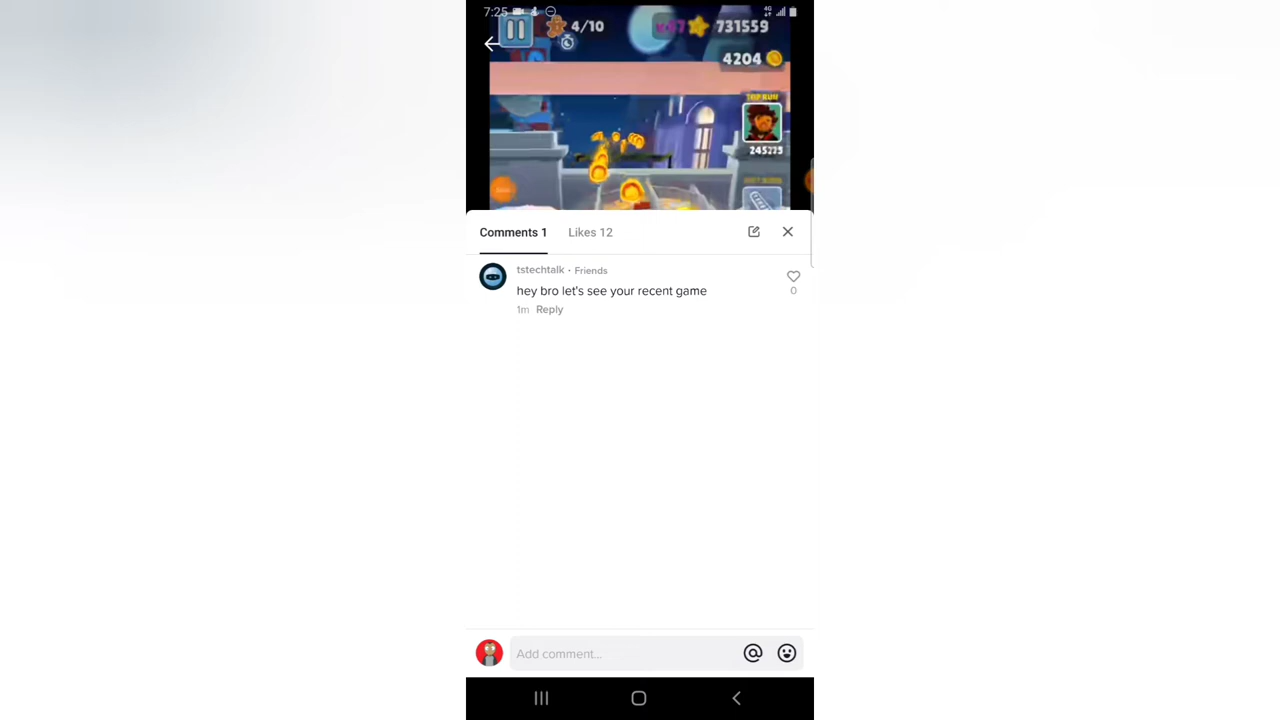 7:25
4G
4/10
731559
4204
TOP RUN
Comments 1
Likes 12
tstechtalk · Friends
hey bro let's see your recent game
0
1m Reply
Add comment...